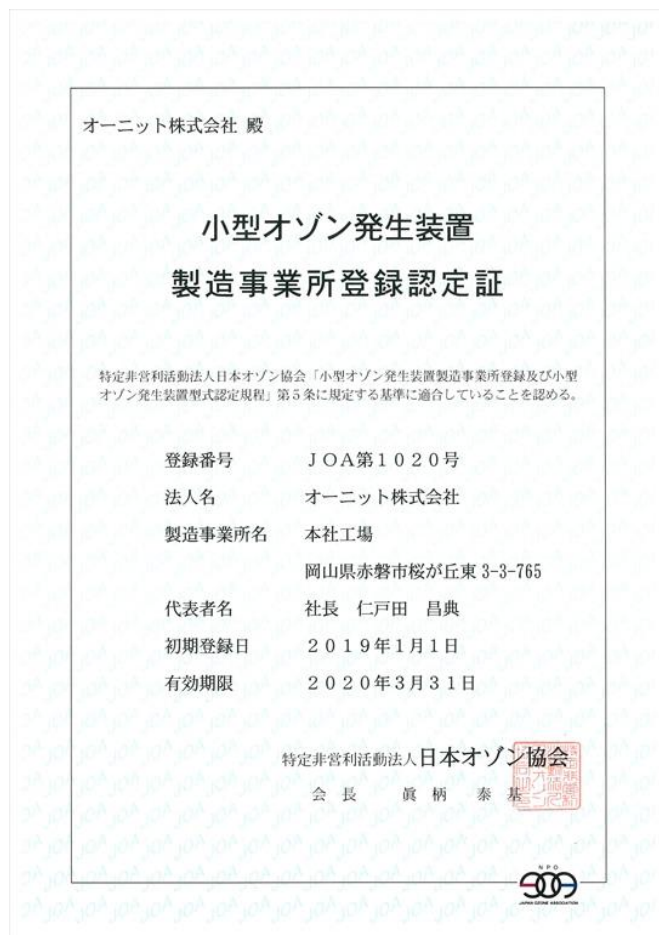 オーニット株式会社 殿
小型オゾン発生装置
製造事業所登録認定証
特定非営利活動法人日本オゾン協会「小型オゾン発生装置製造事業所登録及び小型
オゾン発生装置型式認定規程」第5条に規定する基準に適合していることを認める。
登録番号 JOA第1020号
法人名 オーニット株式会社
製造事業所名 本社工場
岡山県赤磐市桜が丘東 3-3-765
代表者名 社長 仁戸田 昌典
初期登録日 2019年1月1日
有効期限 2020年3月31日
特定非営利活動法人日本オゾン協会
会長 眞柄 泰基
NPO
JAPAN OZONE ASSOCIATION